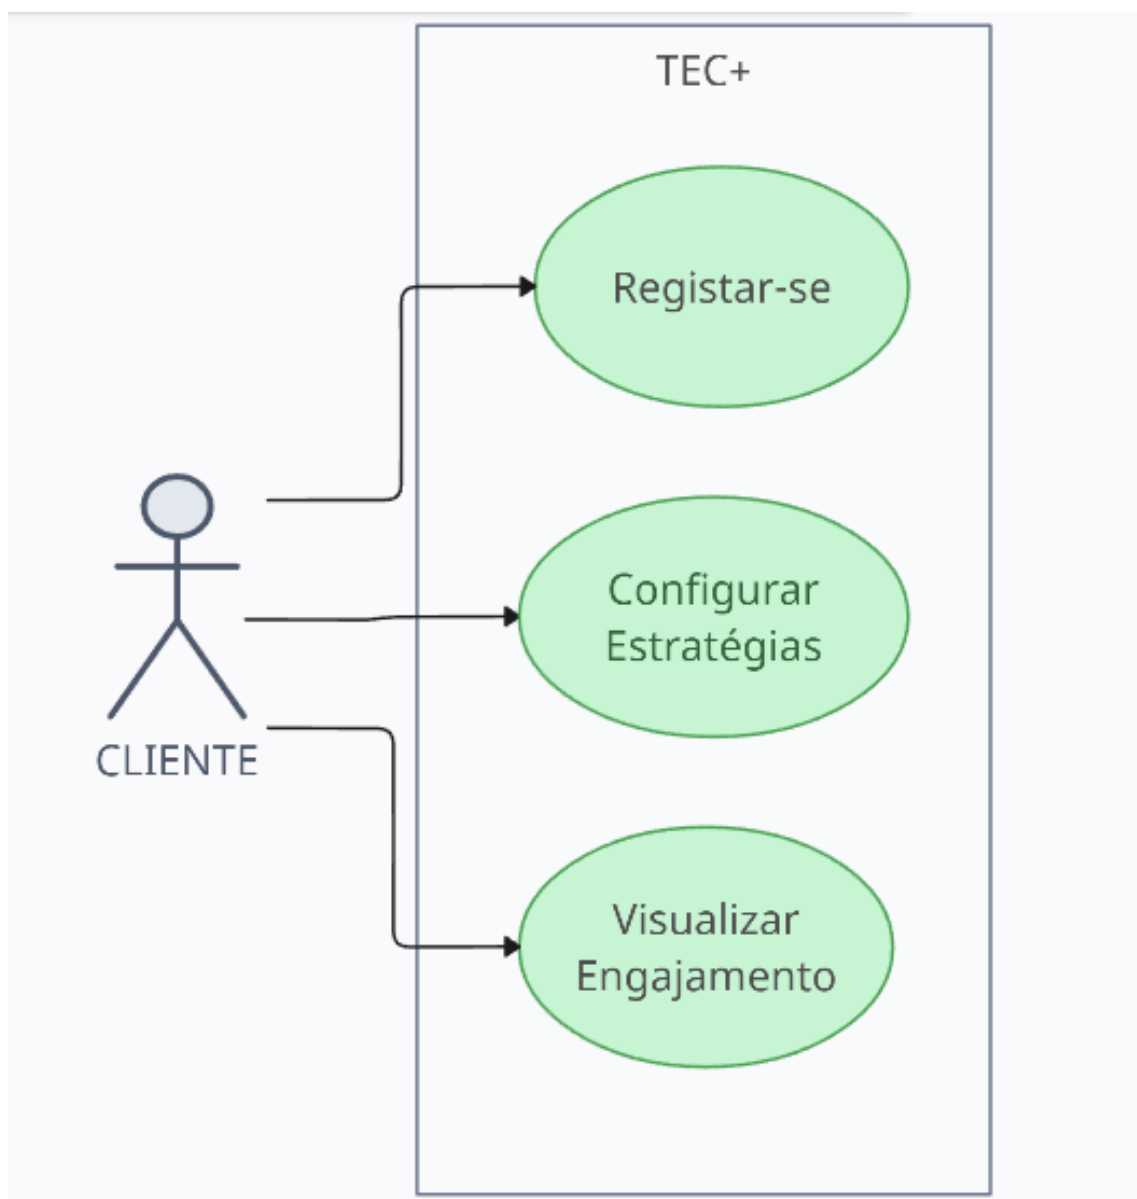 TEC+
Registar-se
Configurar
Estratégias
CLIENTE
Visualizar
Engajamento